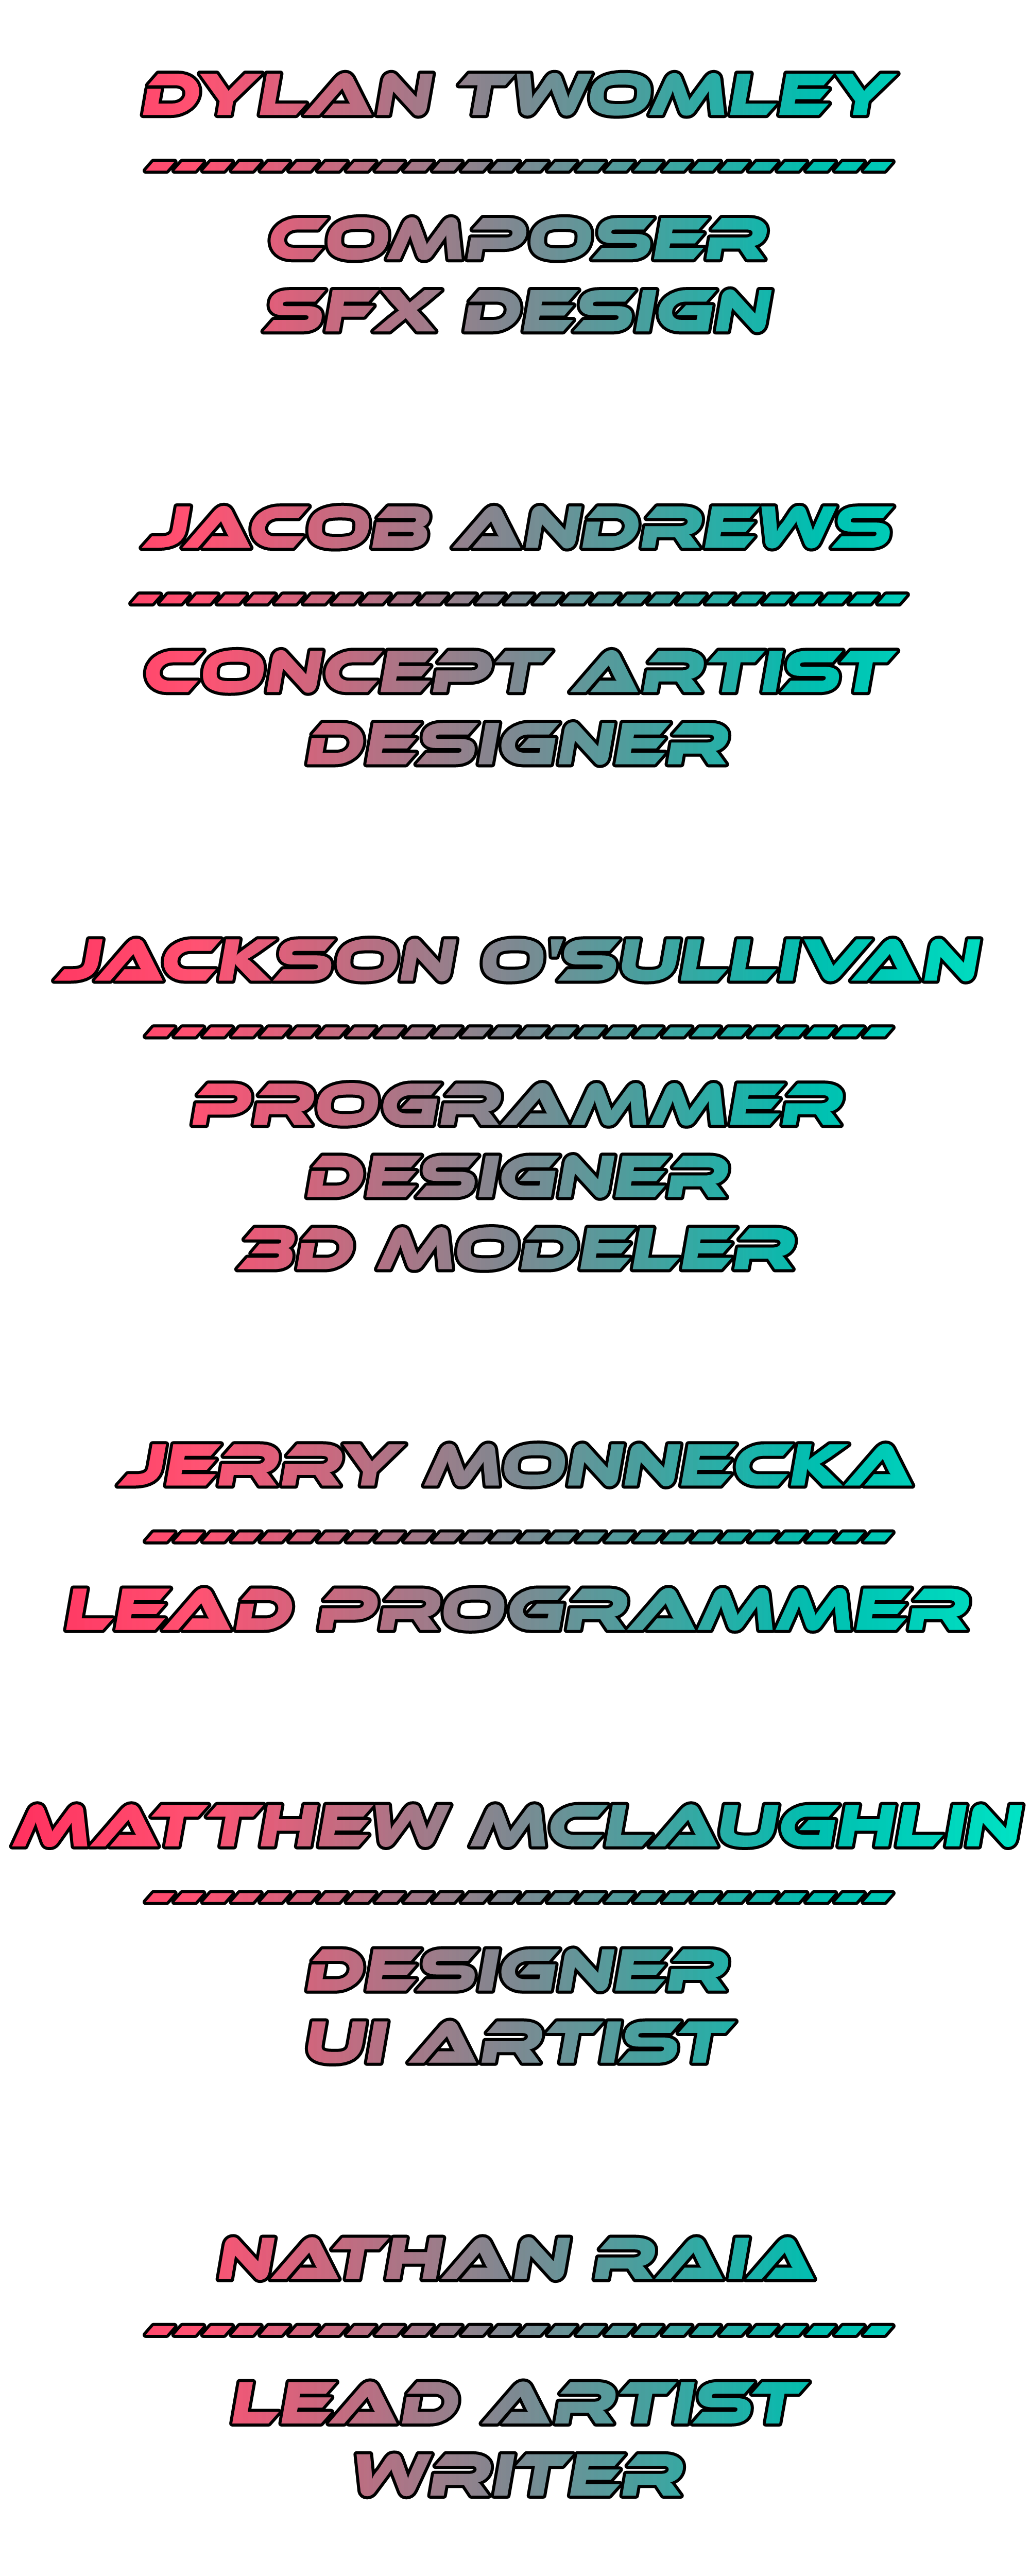 DYLAN TWOMLEY
--------------------------
COMPOSER
SFX DESIGN
JACOB ANDREWS
---------------------------
CONCEPT ARTIST
DESIGNER
JACKSON O'SULLIVAN
--------------------------
PROGRAMMER
DESIGNER
3D MODELER
JERRY MONNECKA
--------------------------
LEAD PROGRAMMER
MATTHEW MCLAUGHLIN
--------------------------
DESIGNER
UI ARTIST
NATHAN RAIA
--------------------------
LEAD ARTIST
WRITER